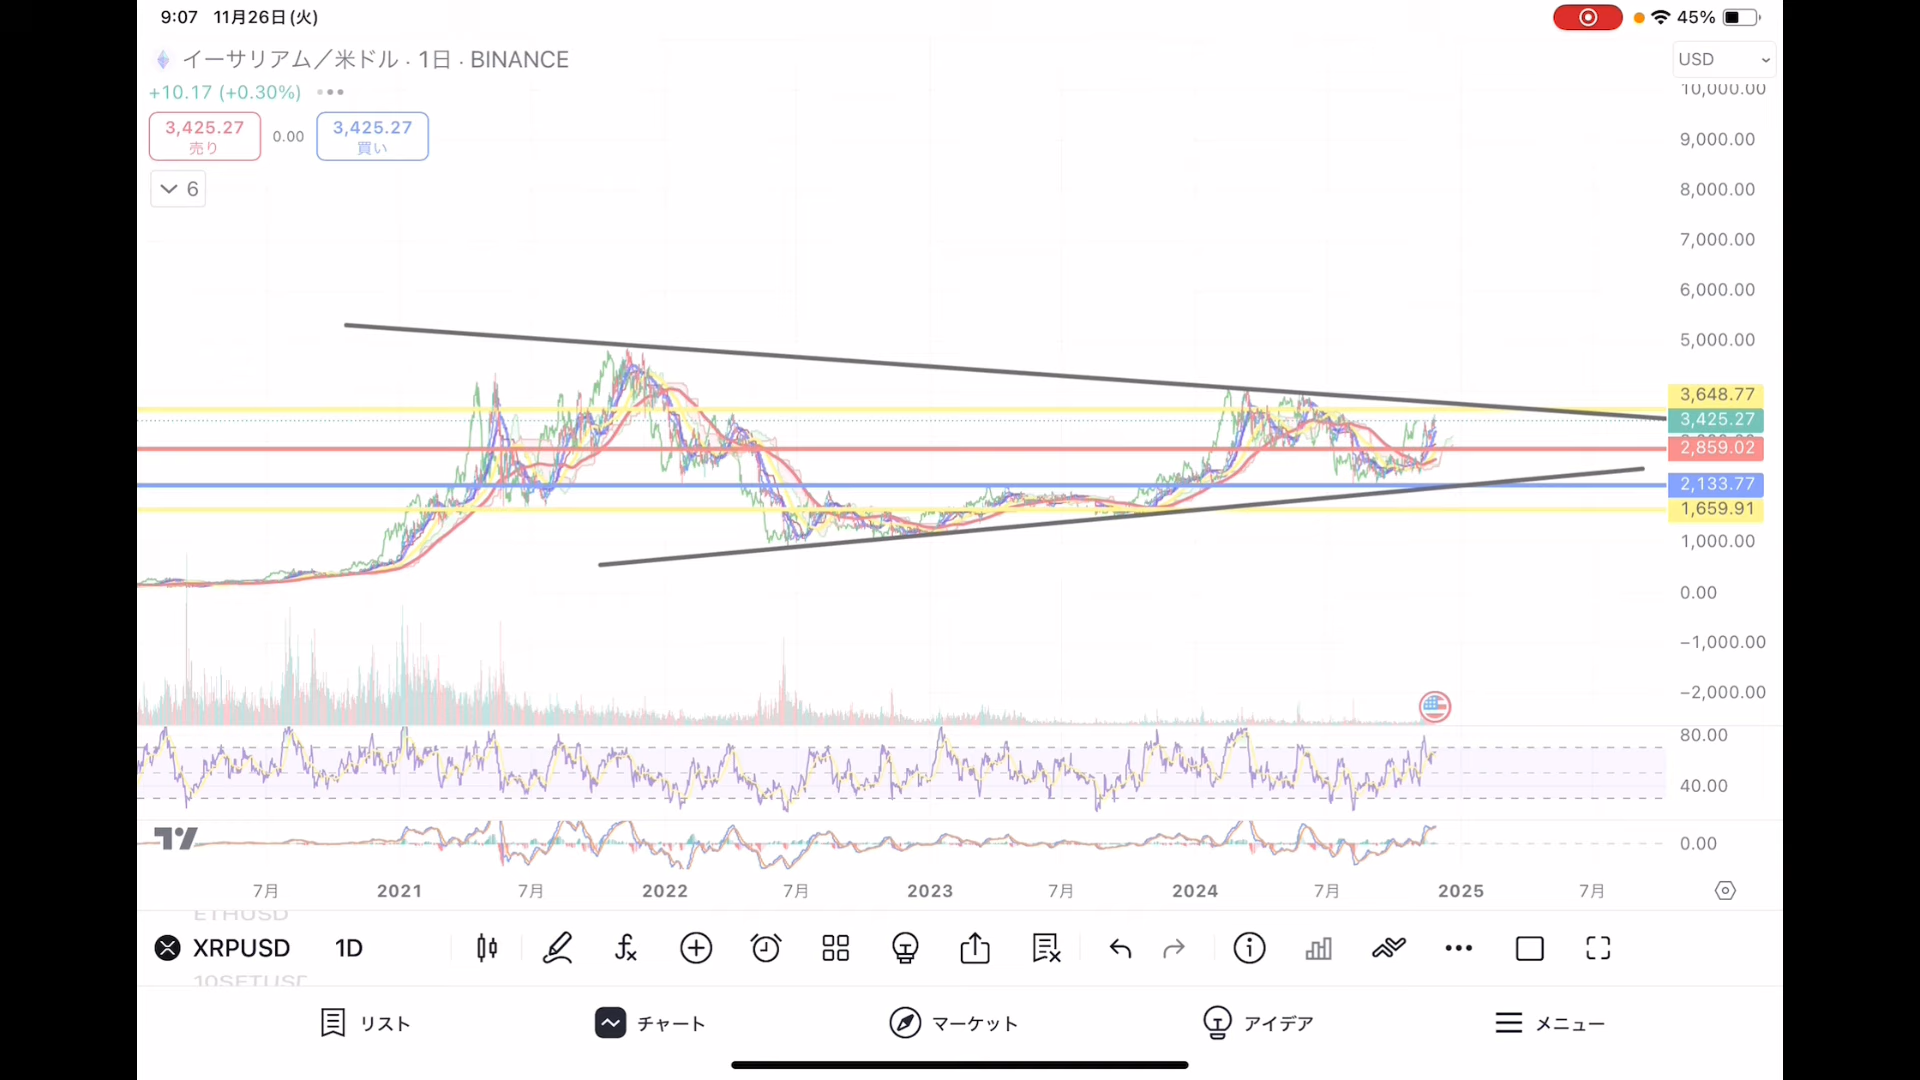 9:07 11月26日(火)
45%
イーサリアム／米ドル · 1日 · BINANCE
USD
+10.17 (+0.30%)
10,000.00
3,425.27
売り
0.00
3,425.27
買い
6
9,000.00
8,000.00
7,000.00
6,000.00
5,000.00
3,648.77
3,425.27
2,859.02
2,133.77
1,659.91
1,000.00
0.00
−1,000.00
−2,000.00
80.00
40.00
0.00
7月 2021 7月 2022 7月 2023 7月 2024 7月 2025 7月
ETHUSD
XRPUSD 1D
10SETUSD
リスト チャート マーケット アイデア メニュー